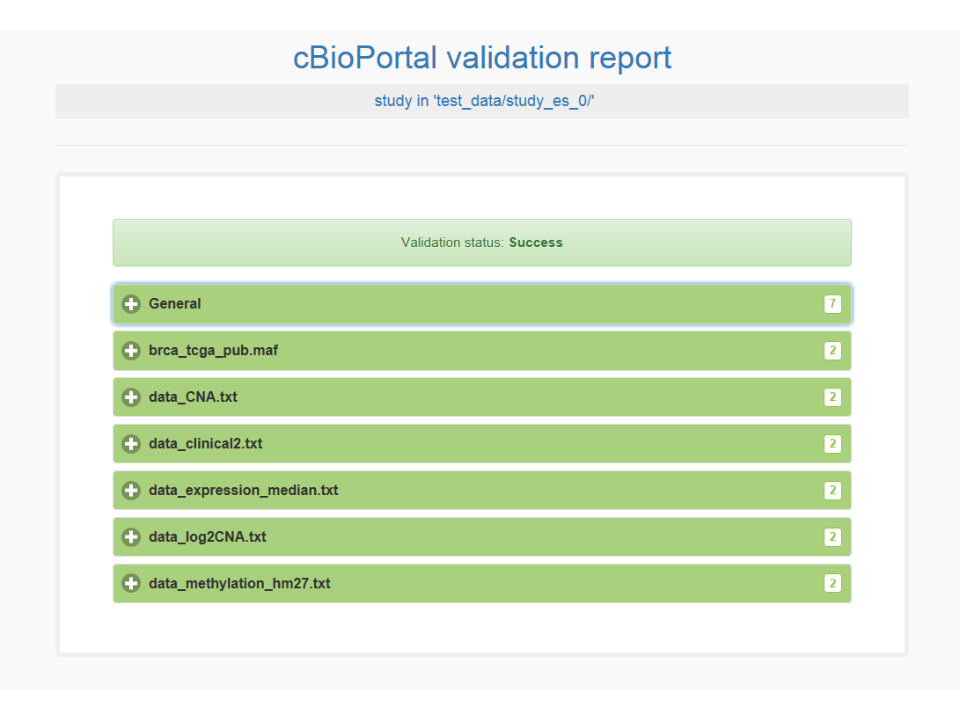 cBioPortal validation report
study in 'test_data/study_es_0/'
Validation status: Success
General 7
brca_tcga_pub.maf 2
data_CNA.txt 2
data_clinical2.txt 2
data_expression_median.txt 2
data_log2CNA.txt 2
data_methylation_hm27.txt 2